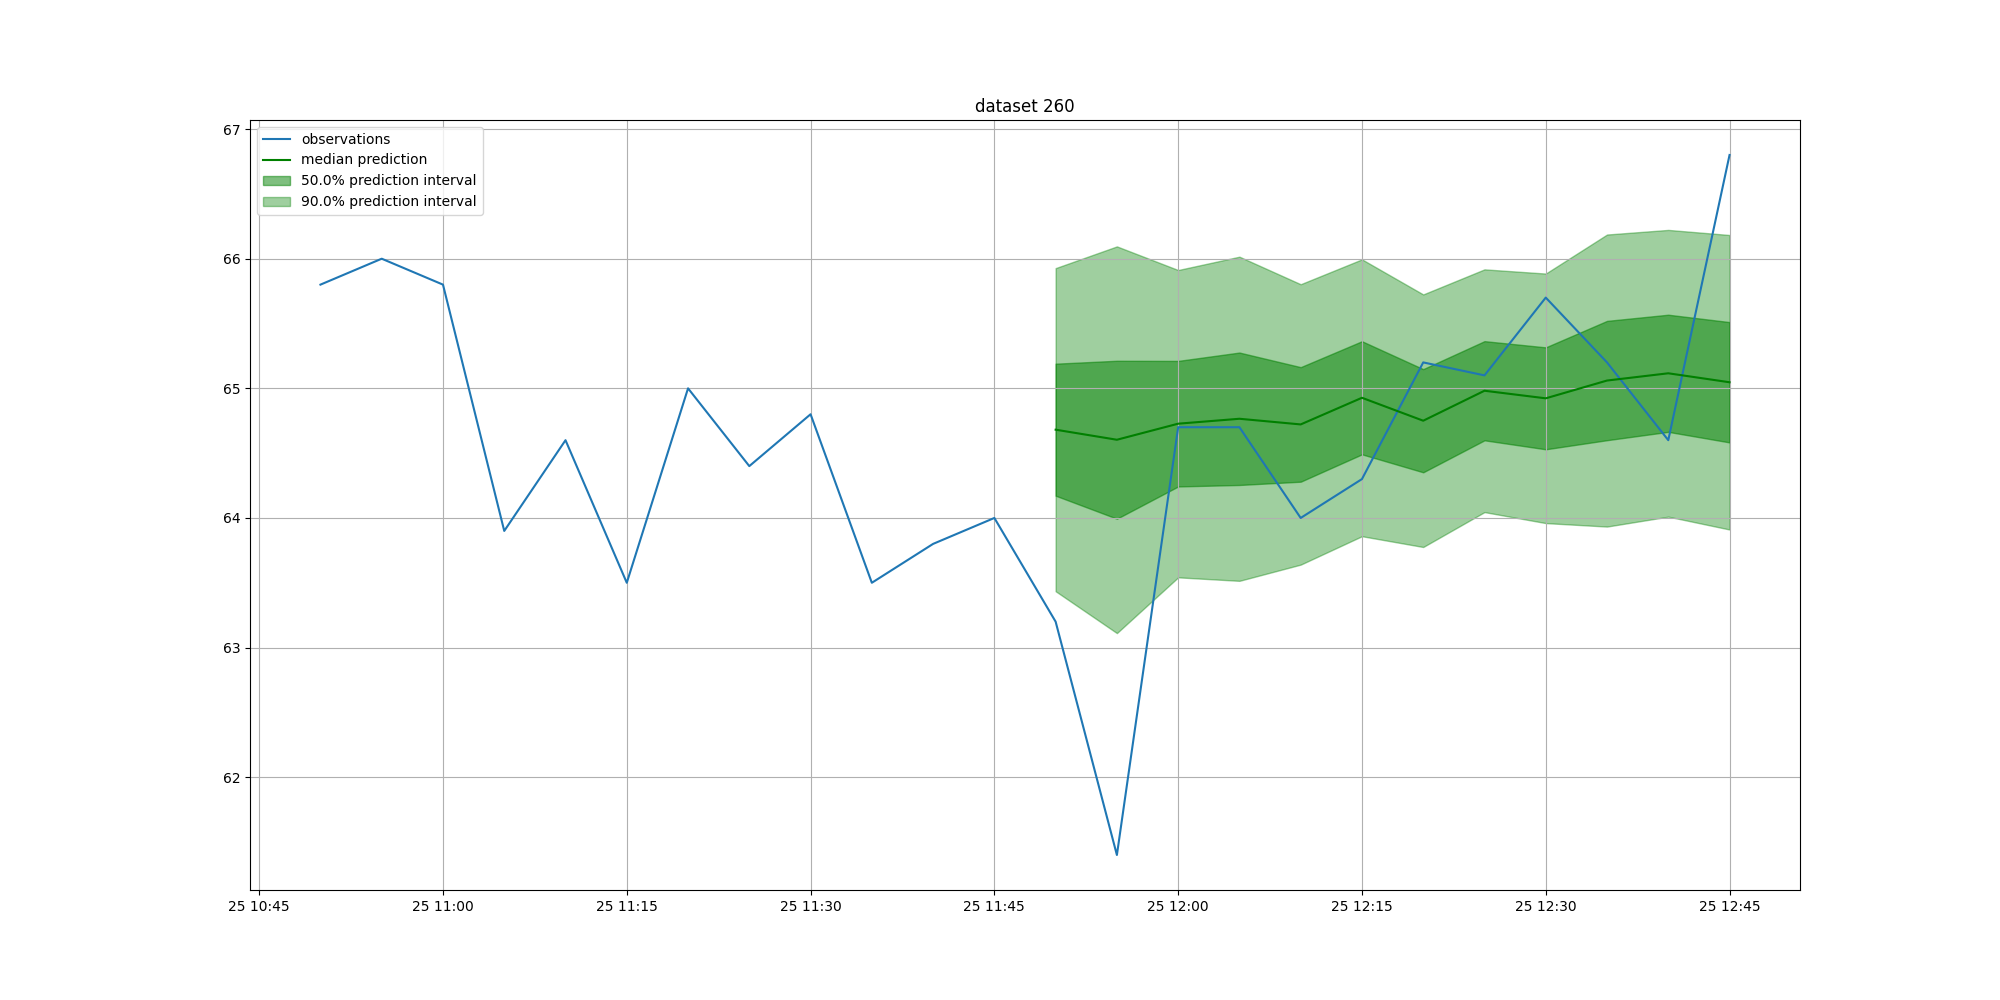 dataset 260
67
observations
median prediction
50.0% prediction interval
90.0% prediction interval
66
65
64
63
62
25 10:45 25 11:00 25 11:15 25 11:30 25 11:45 25 12:00 25 12:15 25 12:30 25 12:45